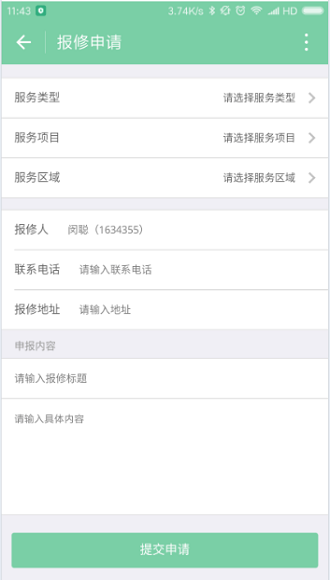 11:43 3.74K/s HD
报修申请
服务类型 请选择服务类型
服务项目 请选择服务项目
服务区域 请选择服务区域
报修人 闵聪（1634355）
联系电话 请输入联系电话
报修地址 请输入地址
申报内容
请输入报修标题
请输入具体内容
提交申请